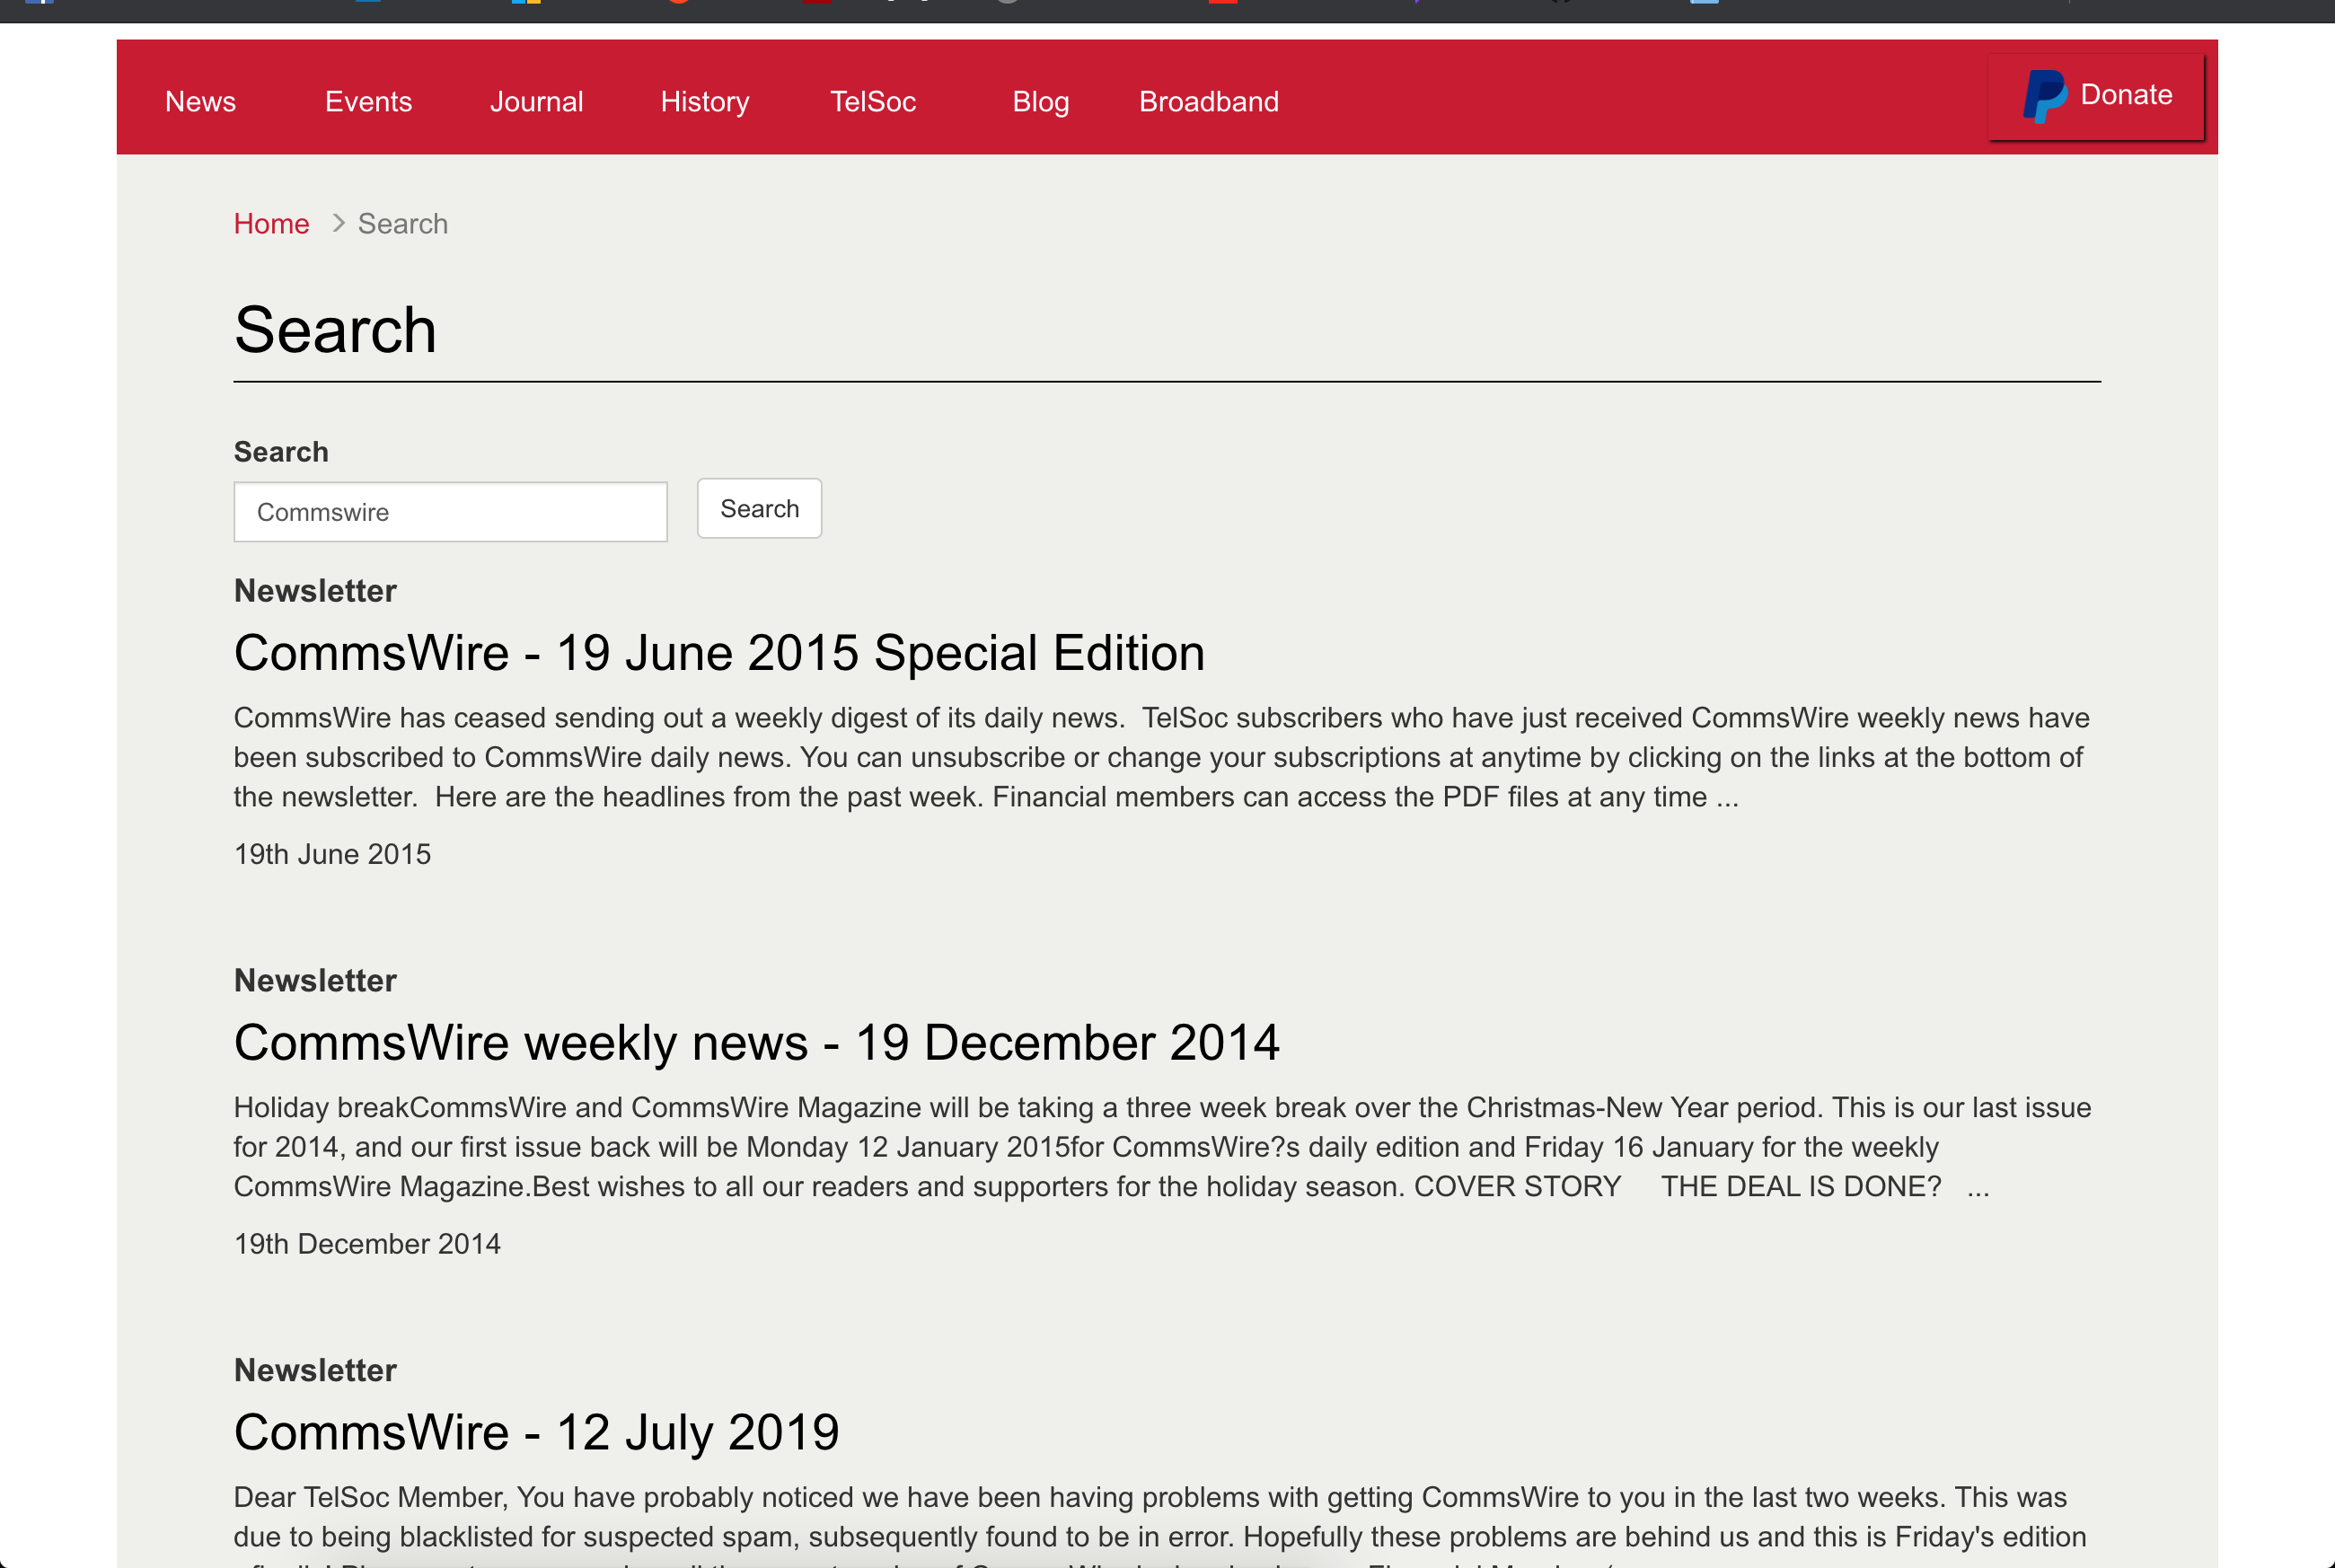 News Events Journal History TelSoc Blog Broadband Donate
Home > Search
Search
Search
Commswire Search
Newsletter
CommsWire - 19 June 2015 Special Edition
CommsWire has ceased sending out a weekly digest of its daily news.  TelSoc subscribers who have just received CommsWire weekly news have
been subscribed to CommsWire daily news. You can unsubscribe or change your subscriptions at anytime by clicking on the links at the bottom of
the newsletter.  Here are the headlines from the past week. Financial members can access the PDF files at any time ...
19th June 2015
Newsletter
CommsWire weekly news - 19 December 2014
Holiday breakCommsWire and CommsWire Magazine will be taking a three week break over the Christmas-New Year period. This is our last issue
for 2014, and our first issue back will be Monday 12 January 2015for CommsWire?s daily edition and Friday 16 January for the weekly
CommsWire Magazine.Best wishes to all our readers and supporters for the holiday season. COVER STORY     THE DEAL IS DONE?   ...
19th December 2014
Newsletter
CommsWire - 12 July 2019
Dear TelSoc Member, You have probably noticed we have been having problems with getting CommsWire to you in the last two weeks. This was
due to being blacklisted for suspected spam, subsequently found to be in error. Hopefully these problems are behind us and this is Friday's edition